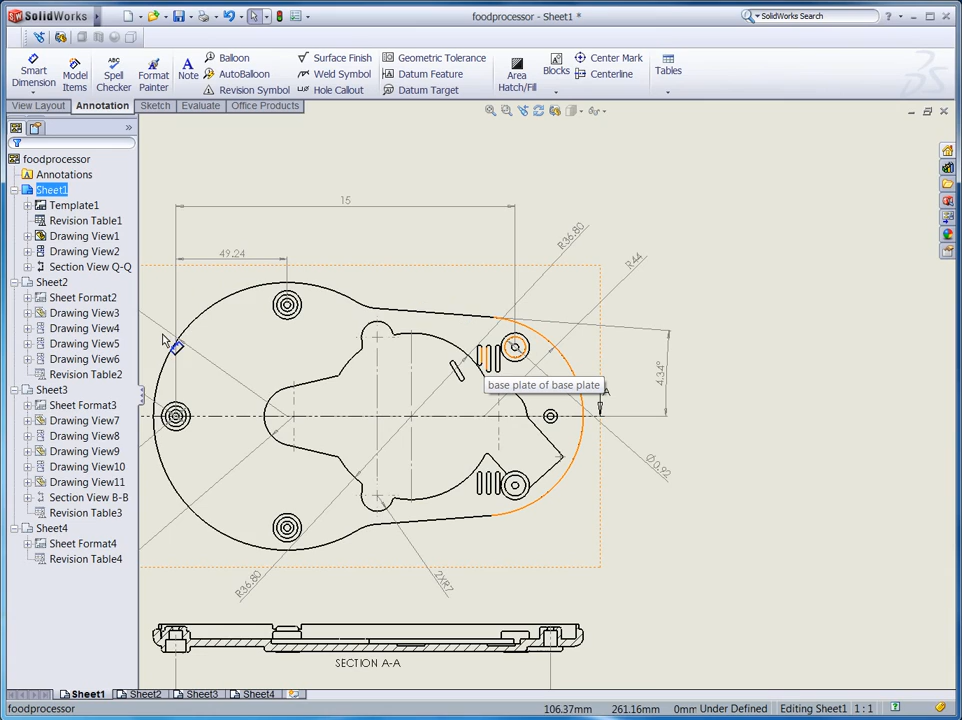 SolidWorks
foodprocessor - Sheet1 *
SolidWorks Search
?
Smart Dimension
Model Items
Spell Checker
Format Painter
Note
Balloon
AutoBalloon
Revision Symbol
Surface Finish
Weld Symbol
Hole Callout
Geometric Tolerance
Datum Feature
Datum Target
Area Hatch/Fill
Blocks
Center Mark
Centerline
Tables
View Layout
Annotation
Sketch
Evaluate
Office Products
»
foodprocessor
Annotations
Sheet1
Template1
Revision Table1
Drawing View1
Drawing View2
Section View Q-Q
Sheet2
Sheet Format2
Drawing View3
Drawing View4
Drawing View5
Drawing View6
Revision Table2
Sheet3
Sheet Format3
Drawing View7
Drawing View8
Drawing View9
Drawing View10
Drawing View11
Section View B-B
Revision Table3
Sheet4
Sheet Format4
Revision Table4
15
49.24
R36.80
R44
4.34°
base plate of base plate
A
Ø0.92
R36.80
2XR7
SECTION A-A
Sheet1
Sheet2
Sheet3
Sheet4
foodprocessor
106.37mm
261.16mm
0mm
Under Defined
Editing Sheet1
1 : 1
?